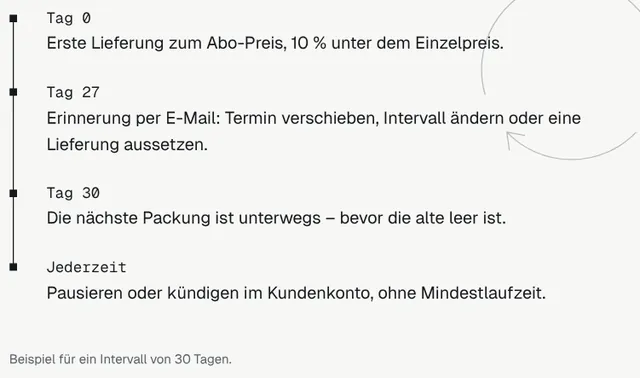 Tag 0
Erste Lieferung zum Abo-Preis, 10 % unter dem Einzelpreis.
Tag 27
Erinnerung per E-Mail: Termin verschieben, Intervall ändern oder eine
Lieferung aussetzen.
Tag 30
Die nächste Packung ist unterwegs – bevor die alte leer ist.
Jederzeit
Pausieren oder kündigen im Kundenkonto, ohne Mindestlaufzeit.
Beispiel für ein Intervall von 30 Tagen.